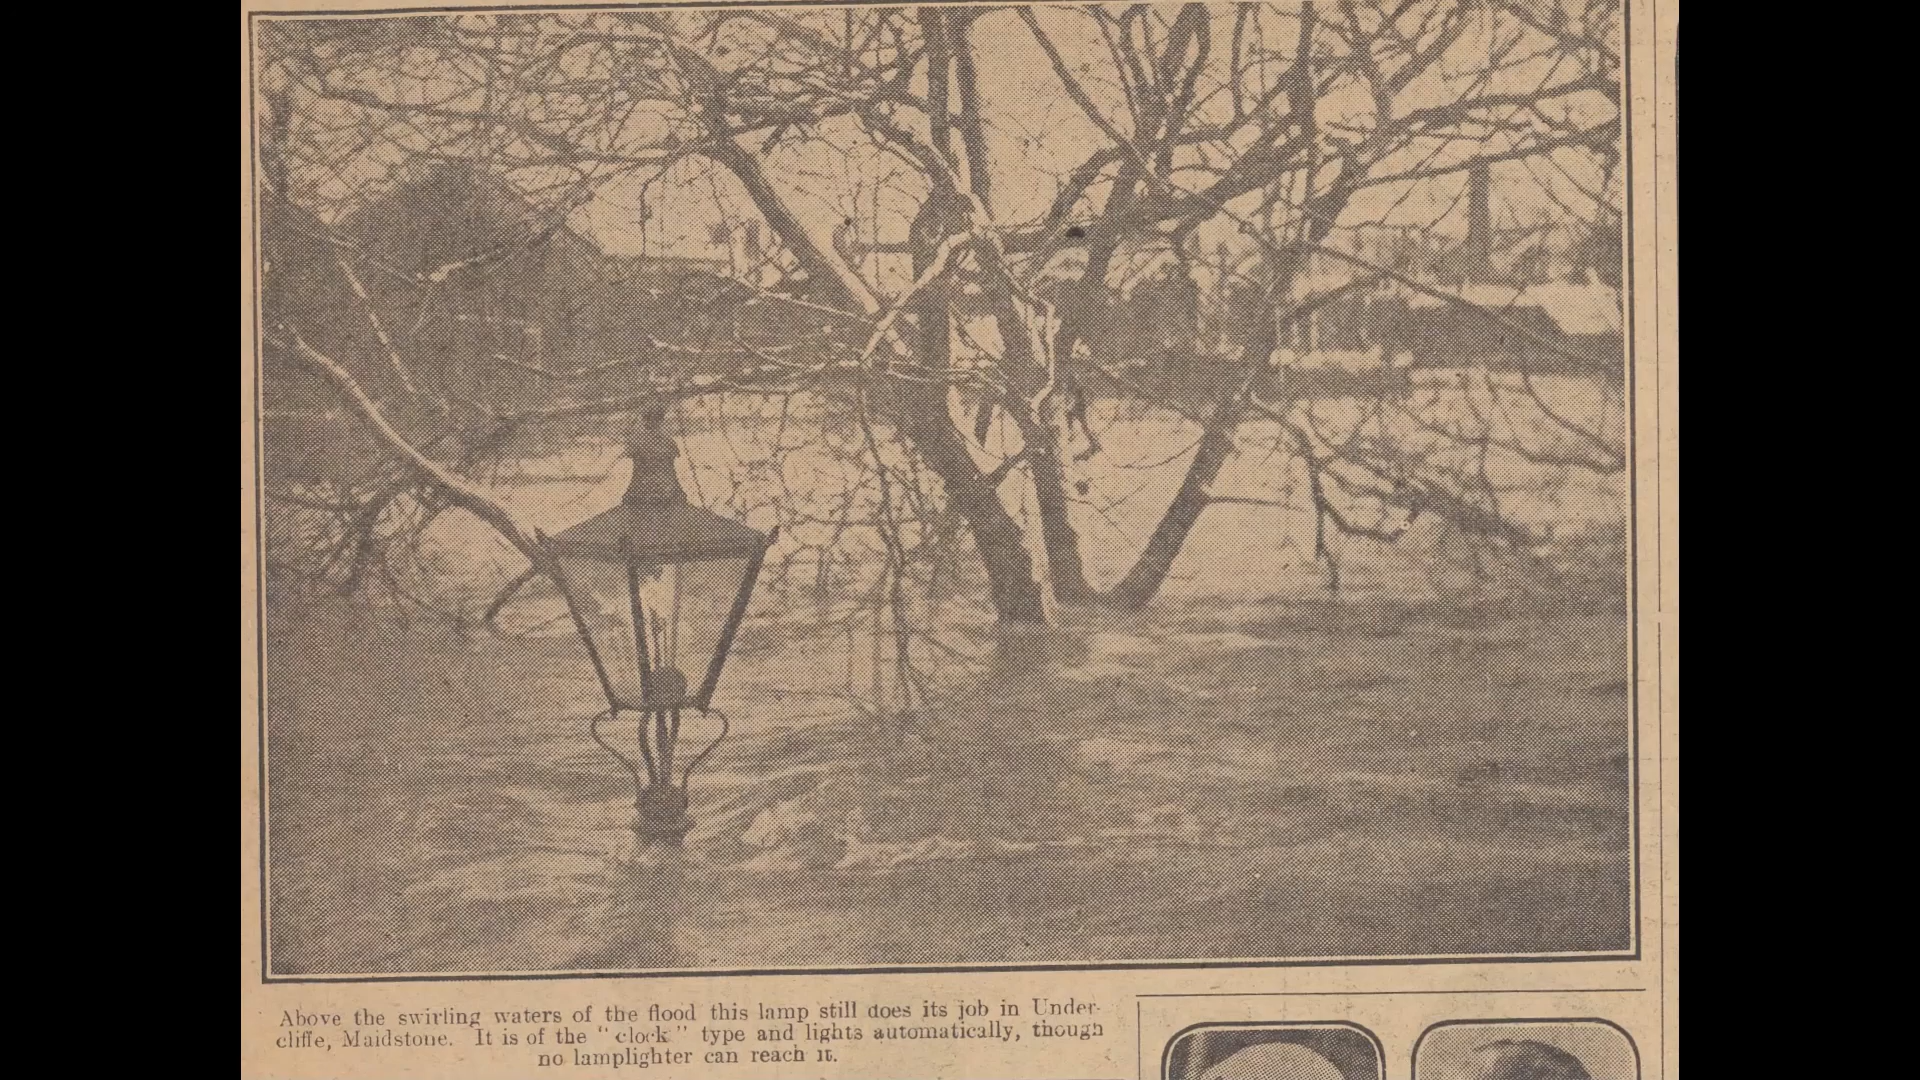 Above the swirling waters of the flood this lamp still does its job in Under-
cliffe, Maidstone. It is of the "clock" type and lights automatically, though
no lamplighter can reach it.